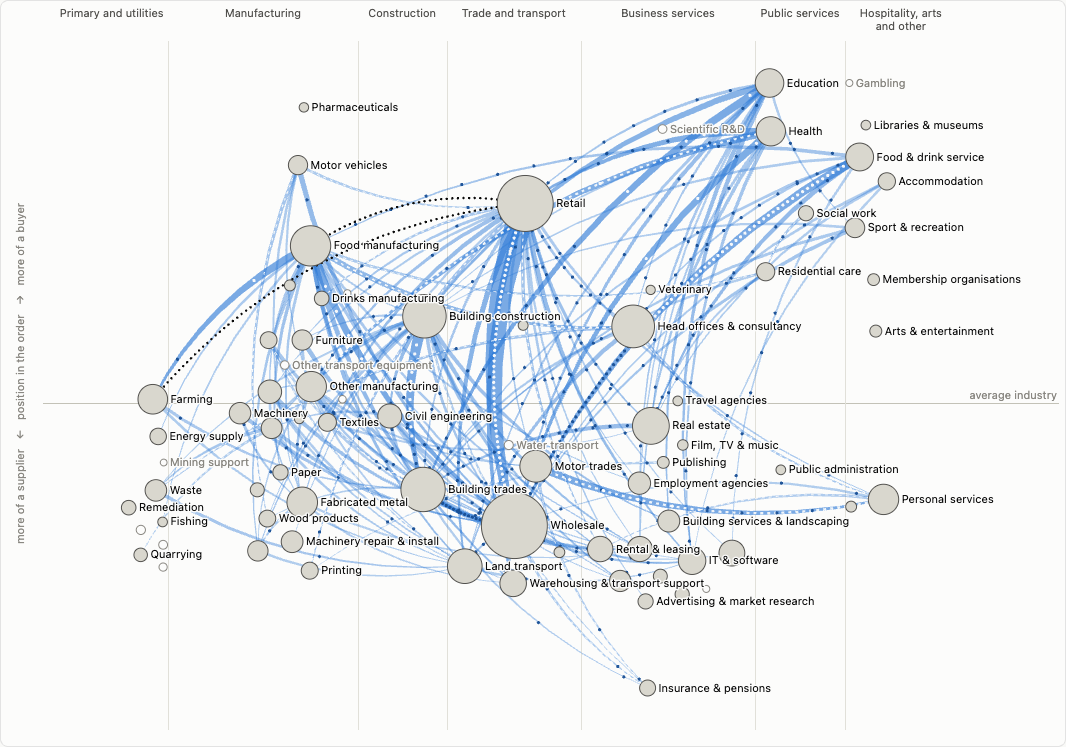 Primary and utilities
Manufacturing
Construction
Trade and transport
Business services
Public services
Hospitality, arts
and other
more of a supplier ← position in the order → more of a buyer
Education
Gambling
Pharmaceuticals
Scientific R&D
Health
Libraries & museums
Food & drink service
Motor vehicles
Accommodation
Retail
Social work
Sport & recreation
Food manufacturing
Residential care
Membership organisations
Veterinary
Drinks manufacturing
Building construction
Head offices & consultancy
Arts & entertainment
Furniture
Other transport equipment
Other manufacturing
average industry
Farming
Travel agencies
Machinery
Civil engineering
Textiles
Real estate
Energy supply
Water transport
Film, TV & music
Mining support
Motor trades
Publishing
Public administration
Paper
Employment agencies
Waste
Building trades
Personal services
Fabricated metal
Remediation
Wood products
Fishing
Building services & landscaping
Wholesale
Machinery repair & install
Rental & leasing
Quarrying
IT & software
Land transport
Printing
Warehousing & transport support
Advertising & market research
Insurance & pensions